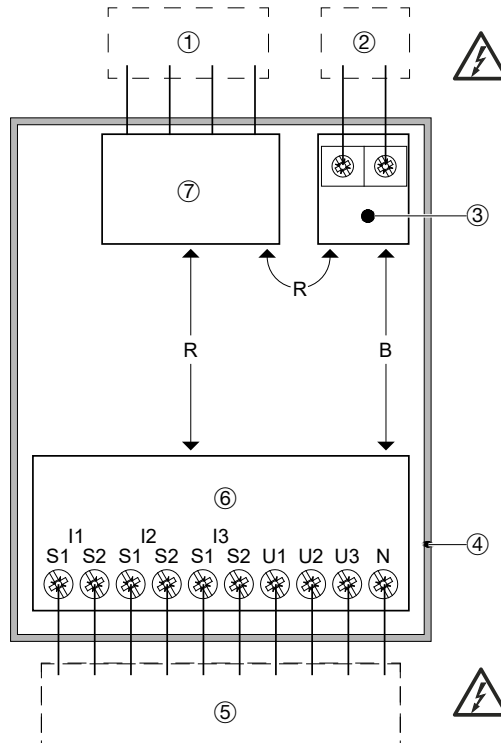 ① ②
⑦
③
R
R B
⑥ ④
I1 I2 I3
S1 S2 S1 S2 S1 S2 U1 U2 U3 N
⑤